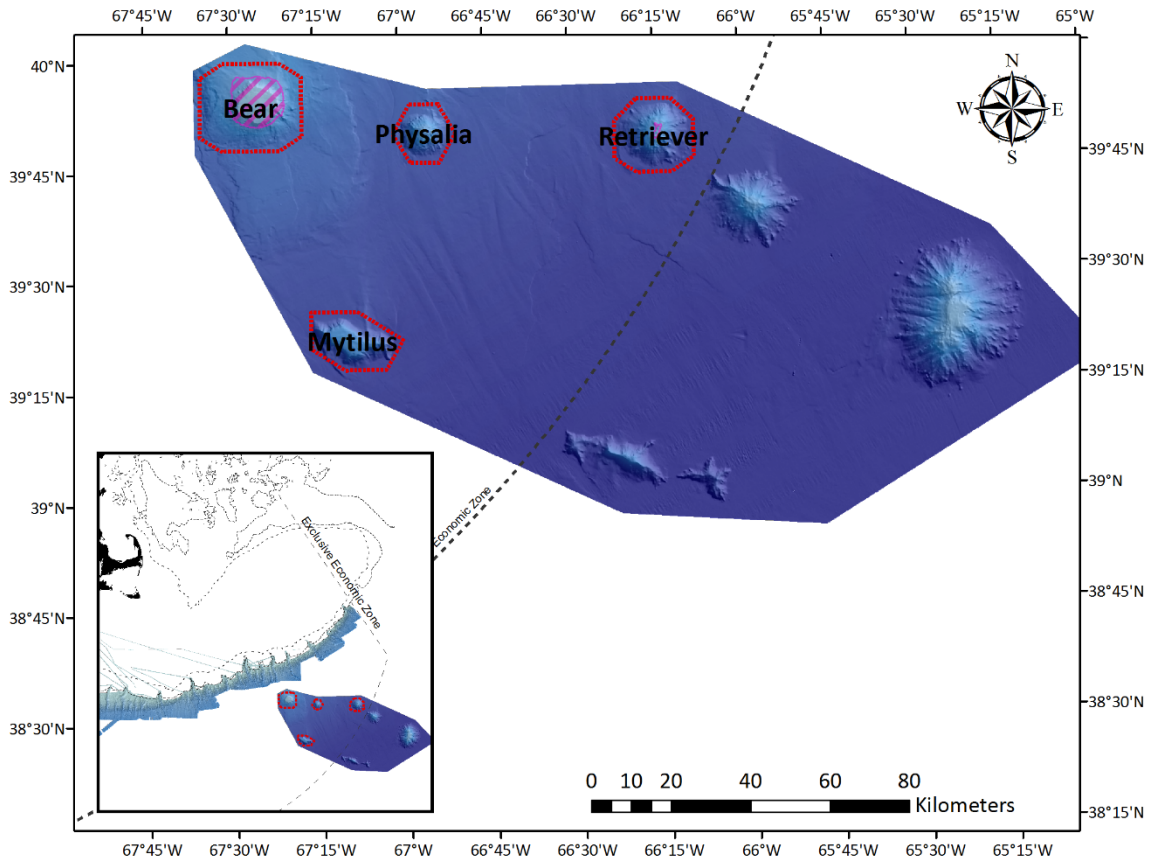 67°45'W 67°30'W 67°15'W 67°W 66°45'W 66°30'W 66°15'W 66°W 65°45'W 65°30'W 65°15'W 65°W
40°N
39°45'N
39°30'N
39°15'N
39°N
38°45'N
38°30'N
38°15'N
N
W E
S
Bear
Physalia
Retriever
Mytilus
39°45'N
39°30'N
39°15'N
39°N
38°45'N
38°30'N
38°15'N
Economic Zone
Exclusive Economic Zone
0 10 20 40 60 80
Kilometers
67°45'W 67°30'W 67°15'W 67°W 66°45'W 66°30'W 66°15'W 66°W 65°45'W 65°30'W 65°15'W